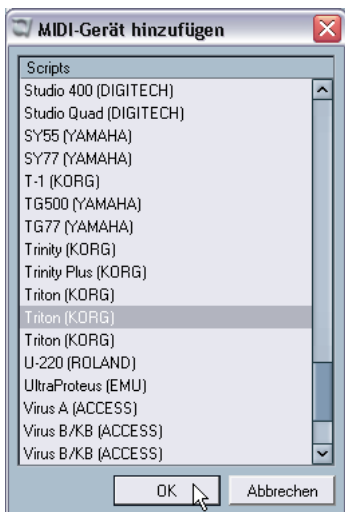 MIDI-Gerät hinzufügen
Scripts
Studio 400 (DIGITECH)
Studio Quad (DIGITECH)
SY55 (YAMAHA)
SY77 (YAMAHA)
T-1 (KORG)
TG500 (YAMAHA)
TG77 (YAMAHA)
Trinity (KORG)
Trinity Plus (KORG)
Triton (KORG)
Triton (KORG)
Triton (KORG)
U-220 (ROLAND)
UltraProteus (EMU)
Virus A (ACCESS)
Virus B/KB (ACCESS)
Virus B/KB (ACCESS)
OK Abbrechen